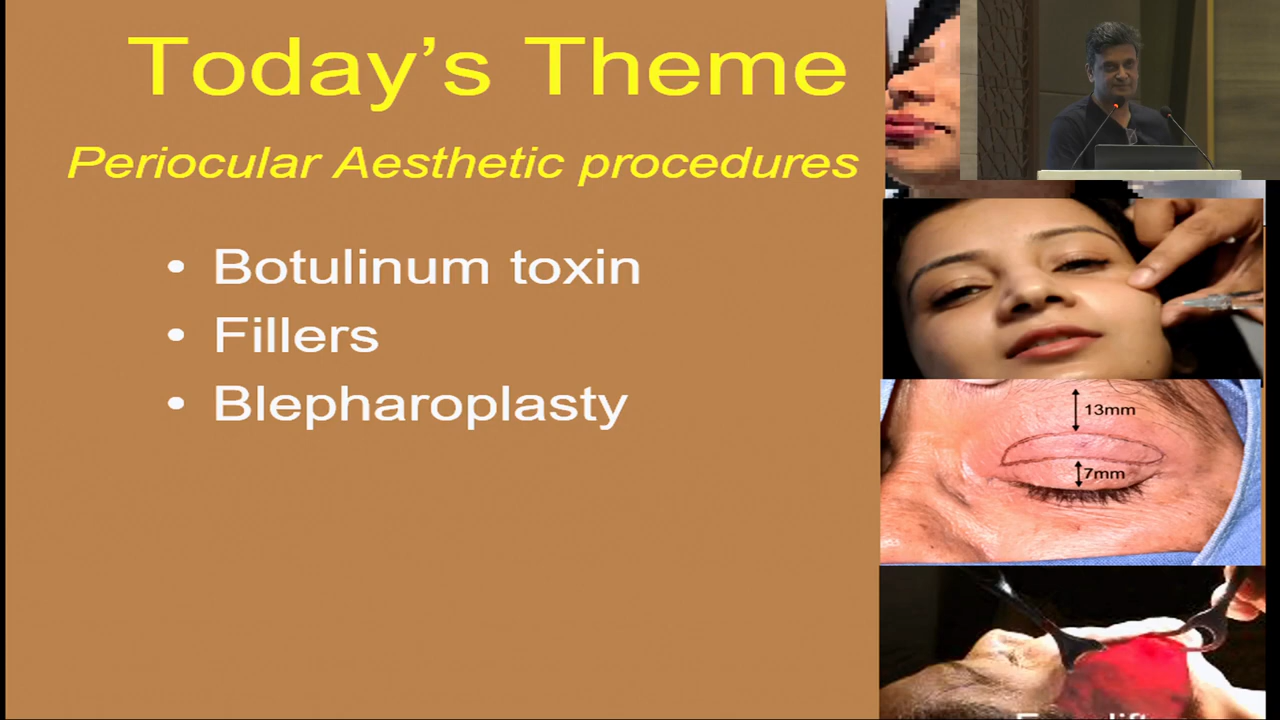 Today’s Theme
Periocular Aesthetic procedures
• Botulinum toxin
• Fillers
• Blepharoplasty
13mm
7mm